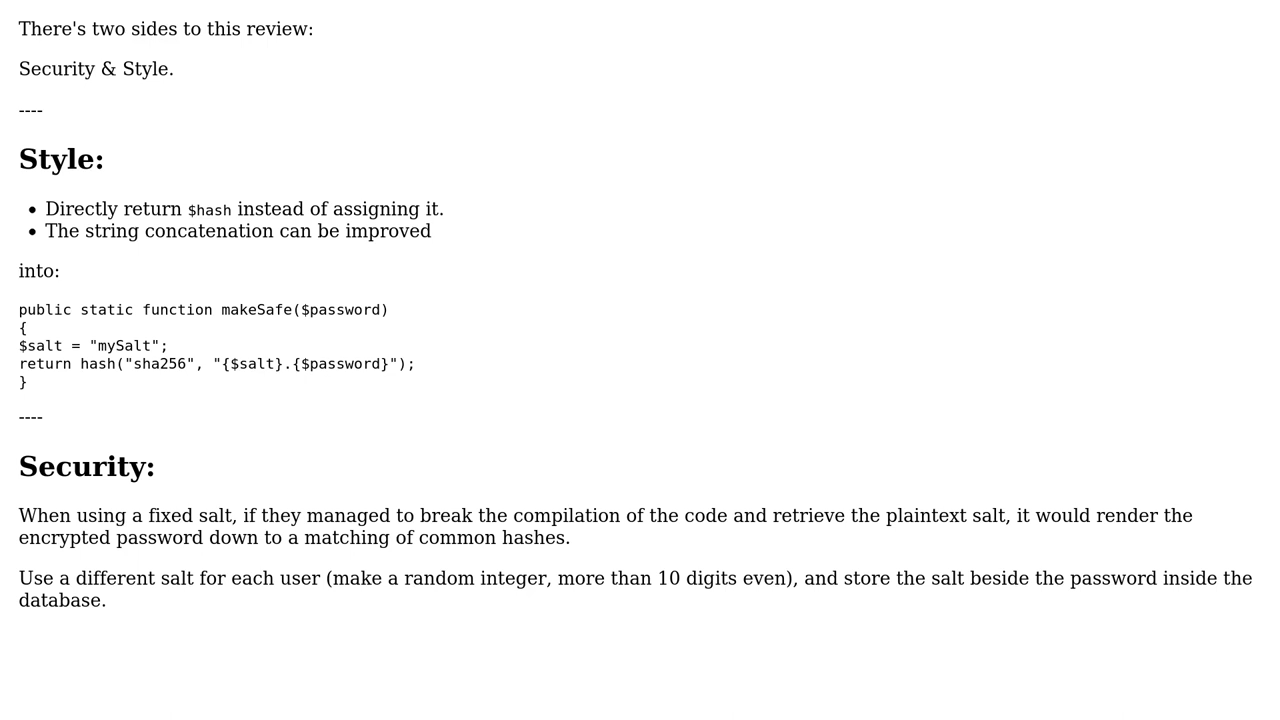 There's two sides to this review:
Security & Style.
----
Style:
• Directly return $hash instead of assigning it.
• The string concatenation can be improved
into:
public static function makeSafe($password)
{
$salt = "mySalt";
return hash("sha256", "{$salt}.{$password}");
}
----
Security:
When using a fixed salt, if they managed to break the compilation of the code and retrieve the plaintext salt, it would render the
encrypted password down to a matching of common hashes.
Use a different salt for each user (make a random integer, more than 10 digits even), and store the salt beside the password inside the
database.